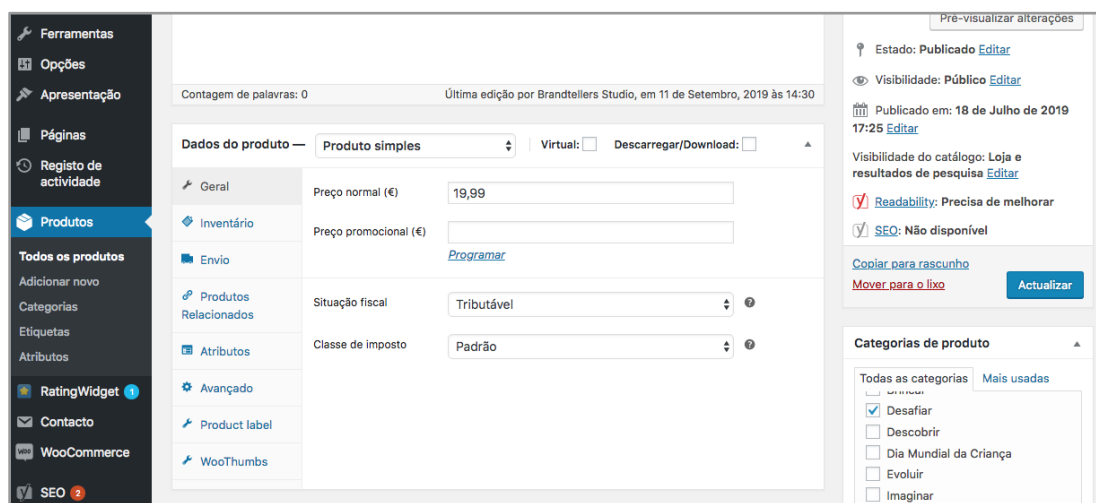 Ferramentas
Opções
Apresentação
Páginas
Registo de
actividade
Produtos
Todos os produtos
Adicionar novo
Categorias
Etiquetas
Atributos
RatingWidget 1
Contacto
WooCommerce
SEO 2
Contagem de palavras: 0
Última edição por Brandtellers Studio, em 11 de Setembro, 2019 às 14:30
Dados do produto — Produto simples Virtual: Descarregar/Download:
Geral
Inventário
Envio
Produtos
Relacionados
Atributos
Avançado
Product label
WooThumbs
Preço normal (€) 19,99
Preço promocional (€)
Programar
Situação fiscal Tributável
Classe de imposto Padrão
Pré-visualizar alterações
Estado: Publicado Editar
Visibilidade: Público Editar
Publicado em: 18 de Julho de 2019
17:25 Editar
Visibilidade do catálogo: Loja e
resultados de pesquisa Editar
Readability: Precisa de melhorar
SEO: Não disponível
Copiar para rascunho
Mover para o lixo Actualizar
Categorias de produto
Todas as categorias Mais usadas
Brincar
Desafiar
Descobrir
Dia Mundial da Criança
Evoluir
Imaginar